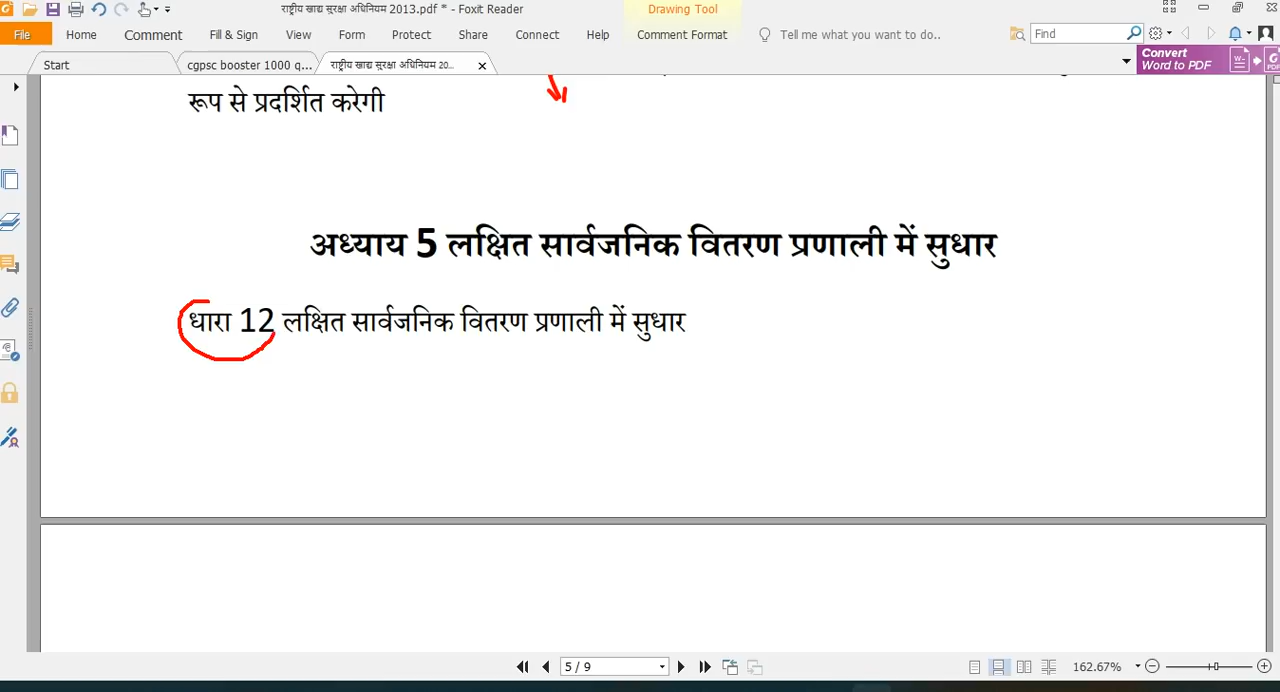 राष्ट्रीय खाद्य सुरक्षा अधिनियम 2013.pdf * - Foxit Reader
Drawing Tool
File Home Comment Fill & Sign View Form Protect Share Connect Help Comment Format Tell me what you want to do.. Find
Start cgpsc booster 1000 q... राष्ट्रीय खाद्य सुरक्षा अधिनियम 20...
Convert
Word to PDF
रूप से प्रदर्शित करेगी
अध्याय 5 लक्षित सार्वजनिक वितरण प्रणाली में सुधार
धारा 12 लक्षित सार्वजनिक वितरण प्रणाली में सुधार
5 / 9 162.67%